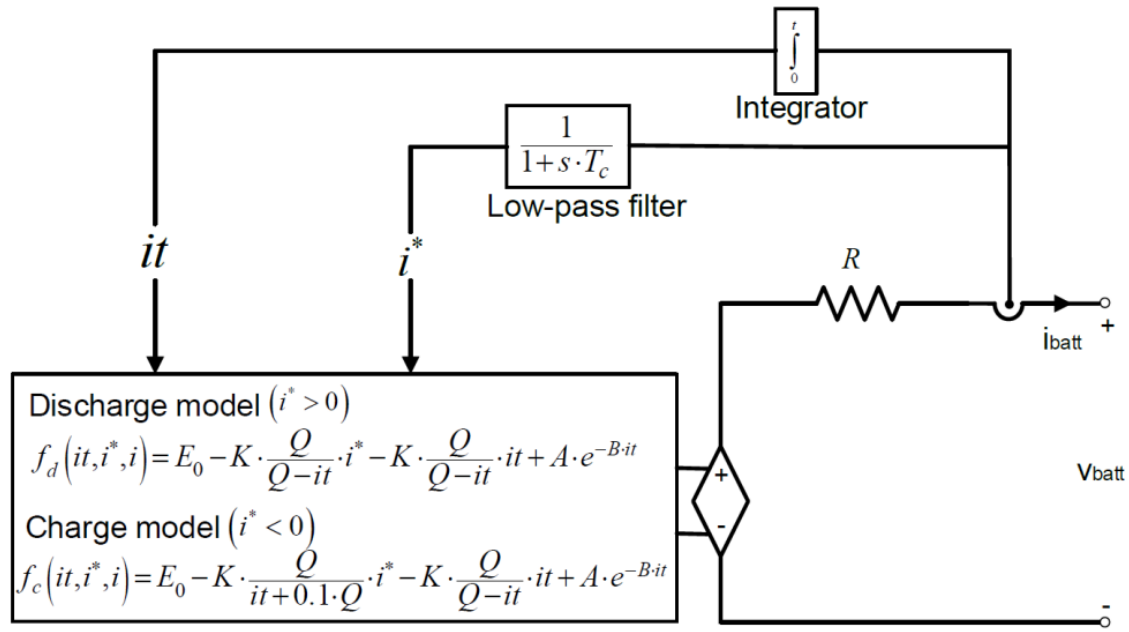 t
∫
0
Integrator
1
1+s·T_c
Low-pass filter
it
i*
R
i_batt
+
Discharge model (i* > 0)
f_d(it,i*,i) = E_0 − K · Q/(Q−it) · i* − K · Q/(Q−it) · it + A · e^(−B·it)
Charge model (i* < 0)
f_c(it,i*,i) = E_0 − K · Q/(it+0.1·Q) · i* − K · Q/(Q−it) · it + A · e^(−B·it)
+
-
v_batt
-